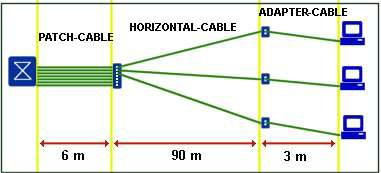 ADAPTER-CABLE
HORIZONTAL-CABLE
PATCH-CABLE
6 m
90 m
3 m